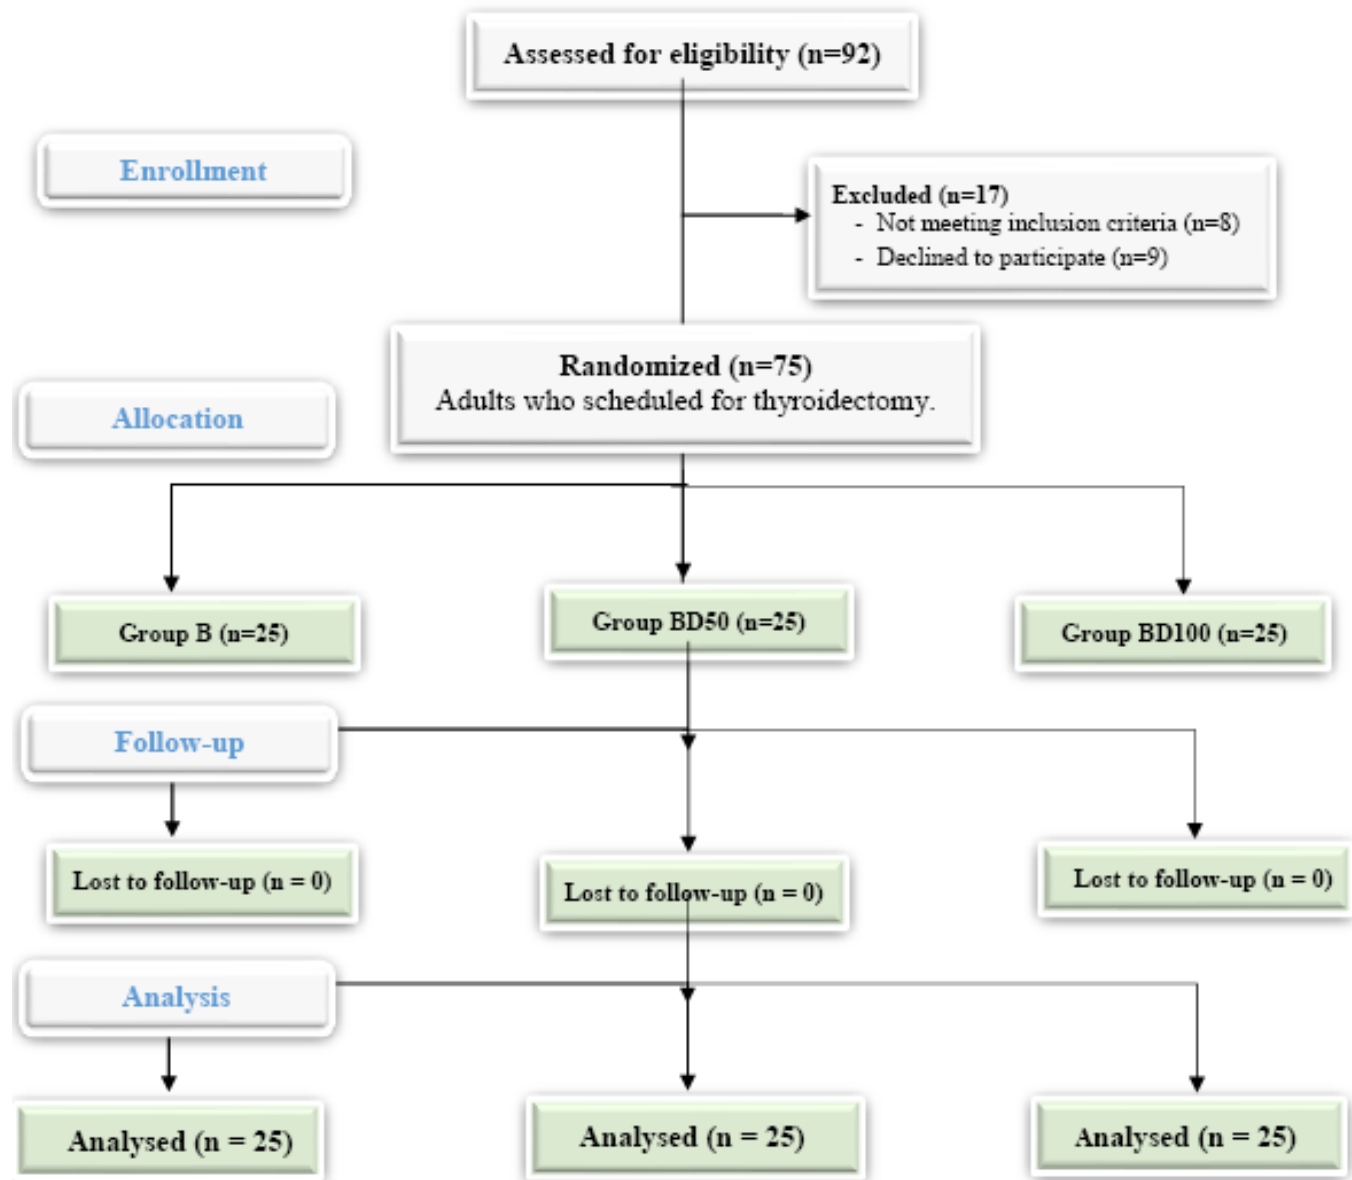 Assessed for eligibility (n=92)
Enrollment
Excluded (n=17)
- Not meeting inclusion criteria (n=8)
- Declined to participate (n=9)
Randomized (n=75)
Adults who scheduled for thyroidectomy.
Allocation
Group B (n=25)
Group BD50 (n=25)
Group BD100 (n=25)
Follow-up
Lost to follow-up (n = 0)
Lost to follow-up (n = 0)
Lost to follow-up (n = 0)
Analysis
Analysed (n = 25)
Analysed (n = 25)
Analysed (n = 25)